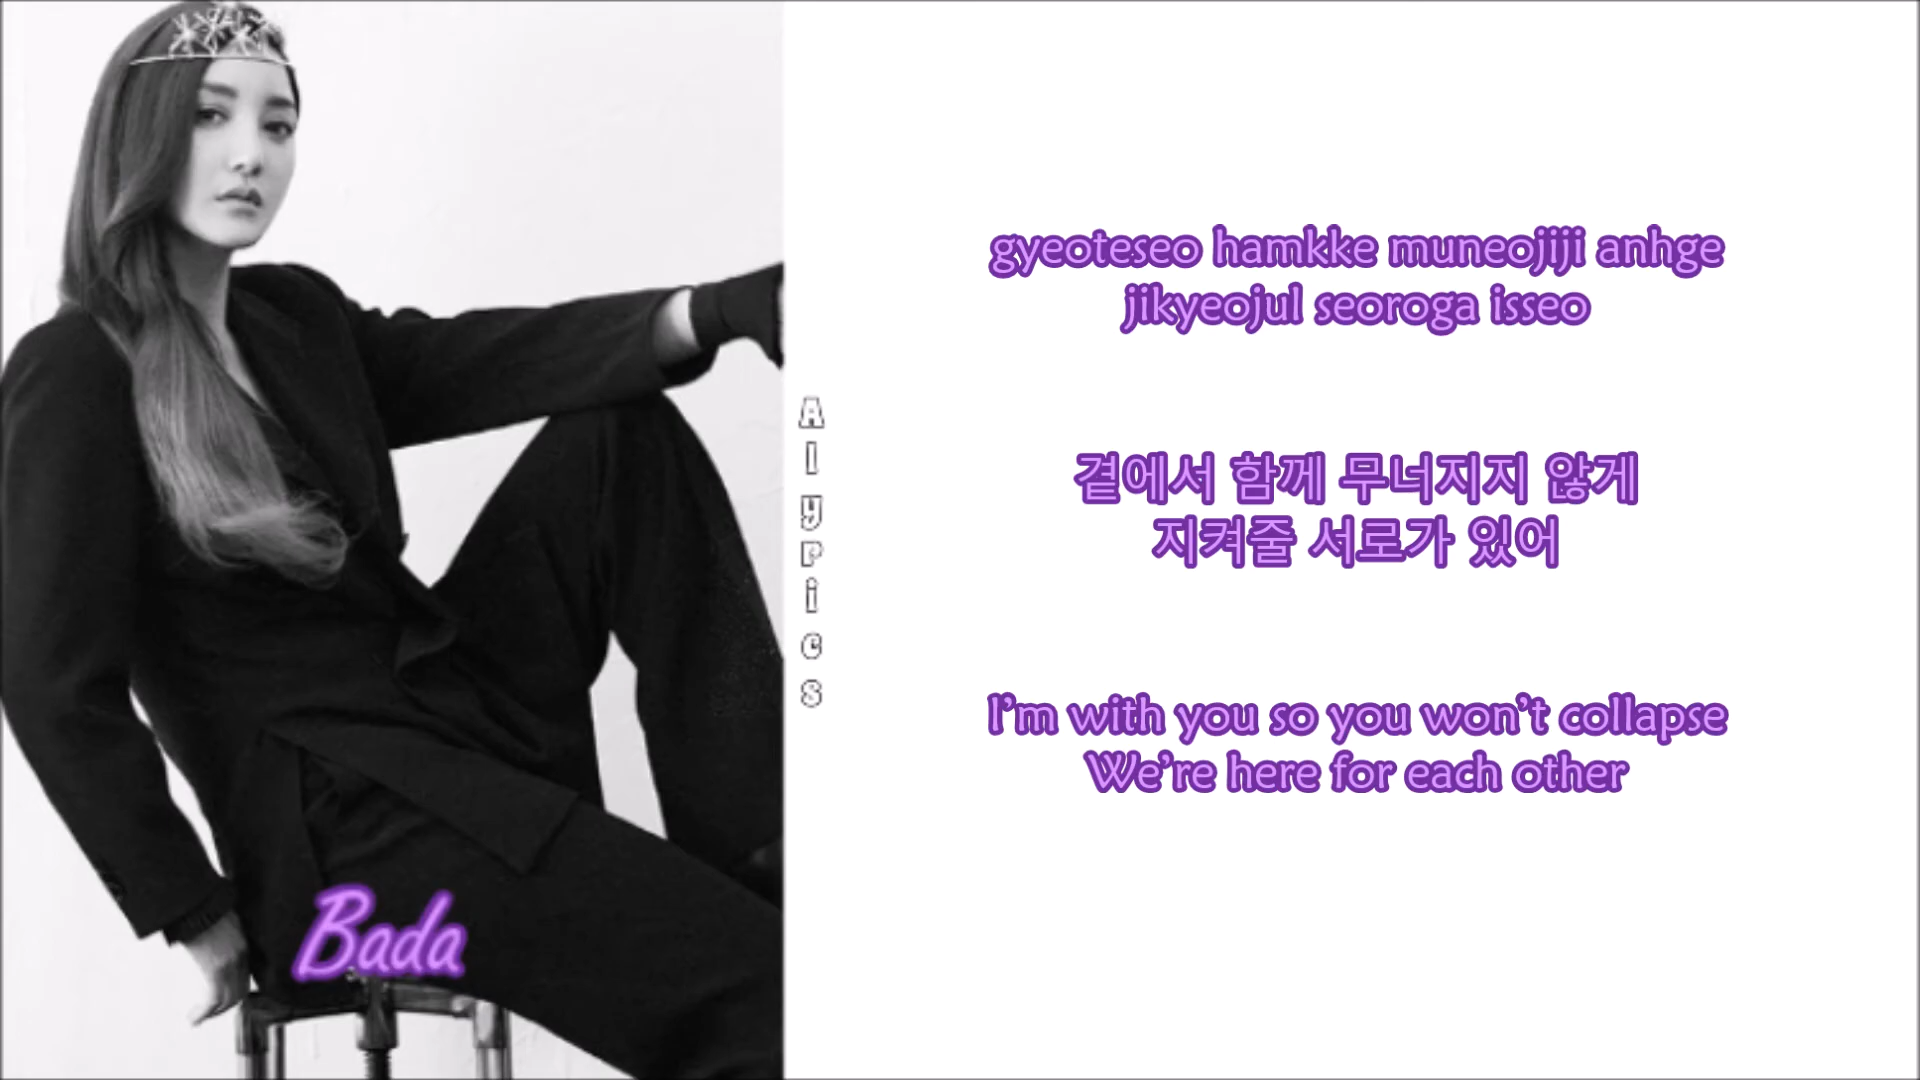 gyeoteseo hamkke muneojiji anhge
jikyeojul seoroga isseo
곁에서 함께 무너지지 않게
지켜줄 서로가 있어
I'm with you so you won't collapse
We're here for each other
Alypics
Bada